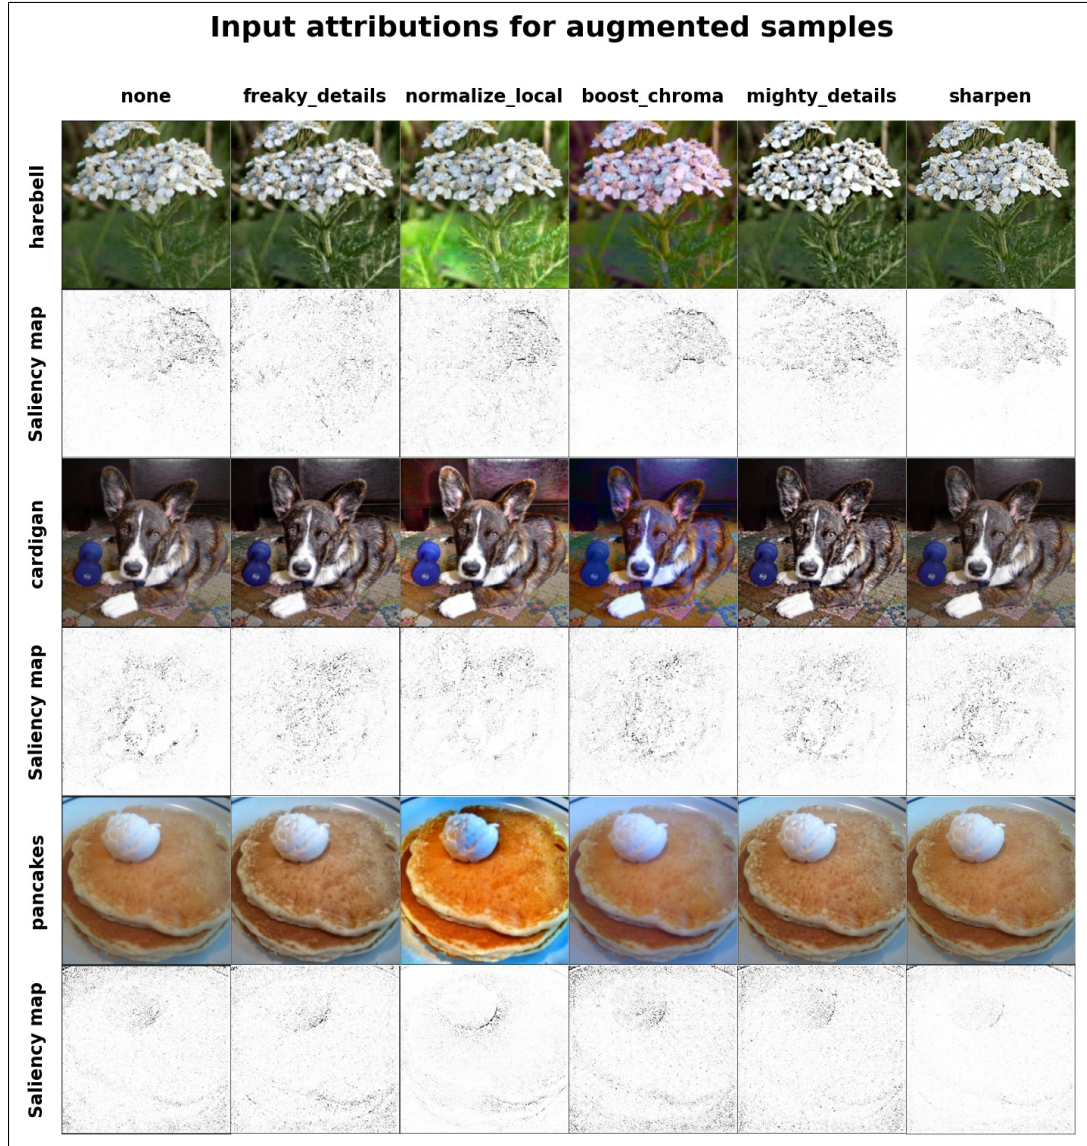 Input attributions for augmented samples
none freaky_details normalize_local boost_chroma mighty_details sharpen
harebell
Saliency map
cardigan
Saliency map
pancakes
Saliency map